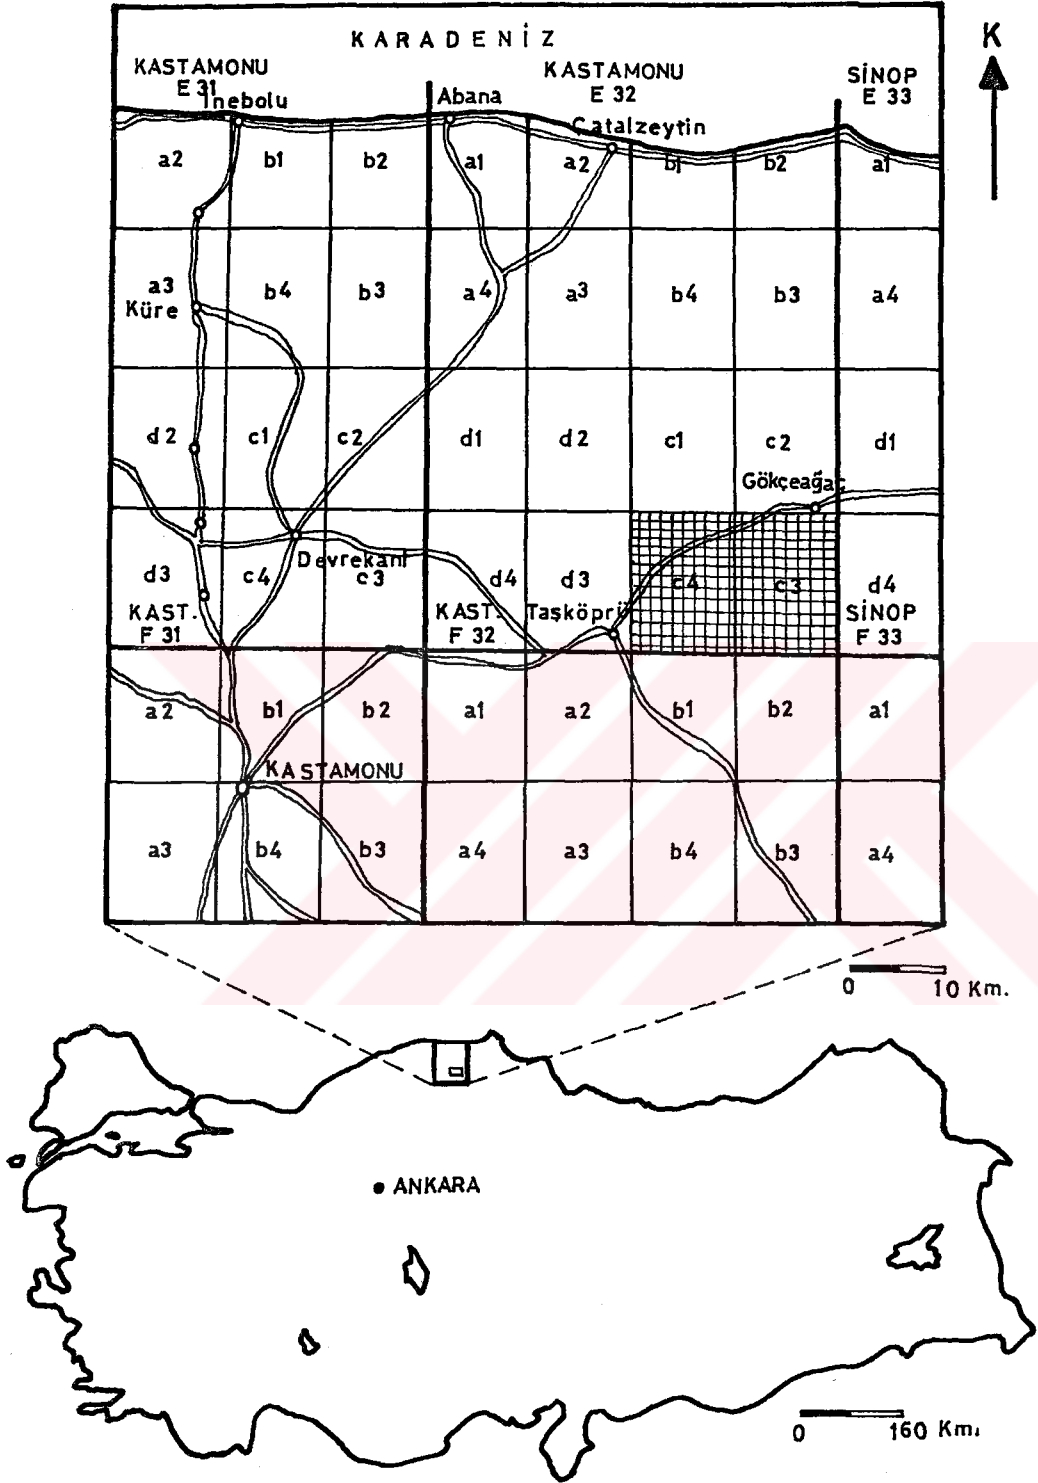 KARADENİZ
K
KASTAMONU
E 31
KASTAMONU
E 32
SİNOP
E 33
İnebolu
Abana
Çatalzeytin
a2 b1 b2 a1 a2 b1 b2 a1
a3 b4 b3 a4 a3 b4 b3 a4
Küre
d2 c1 c2 d1 d2 c1 c2 d1
Gökçeağaç
Devrekani
d3 c4 c3 d4 d3 c4 c3 d4
KAST.
F 31
KAST.
F 32
Taşköprü
SİNOP
F 33
a2 b1 b2 a1 a2 b1 b2 a1
KASTAMONU
a3 b4 b3 a4 a3 b4 b3 a4
0 10 Km.
ANKARA
0 160 Km.